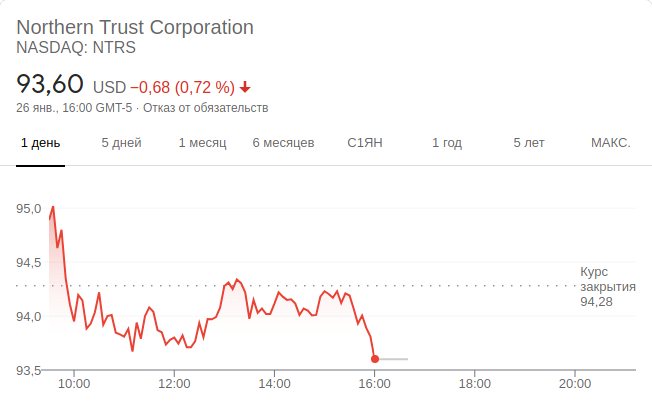 Northern Trust Corporation
NASDAQ: NTRS
93,60 USD −0,68 (0,72 %)
26 янв., 16:00 GMT-5 · Отказ от обязательств
1 день 5 дней 1 месяц 6 месяцев С1ЯН 1 год 5 лет МАКС.
95,0
94,5
Курс
закрытия
94,28
94,0
93,5
10:00 12:00 14:00 16:00 18:00 20:00